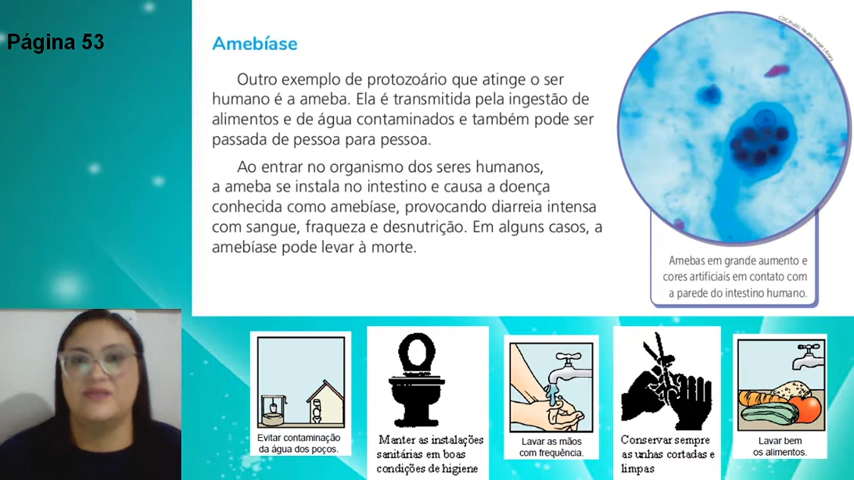 Página 53
Amebíase
Outro exemplo de protozoário que atinge o ser
humano é a ameba. Ela é transmitida pela ingestão de
alimentos e de água contaminados e também pode ser
passada de pessoa para pessoa.
Ao entrar no organismo dos seres humanos,
a ameba se instala no intestino e causa a doença
conhecida como amebíase, provocando diarreia intensa
com sangue, fraqueza e desnutrição. Em alguns casos, a
amebíase pode levar à morte.
Amebas em grande aumento e
cores artificiais em contato com
a parede do intestino humano.
Evitar contaminação
da água dos poços.
Manter as instalações
sanitárias em boas
condições de higiene
Lavar as mãos
com frequência.
Conservar sempre
as unhas cortadas e
limpas
Lavar bem
os alimentos.